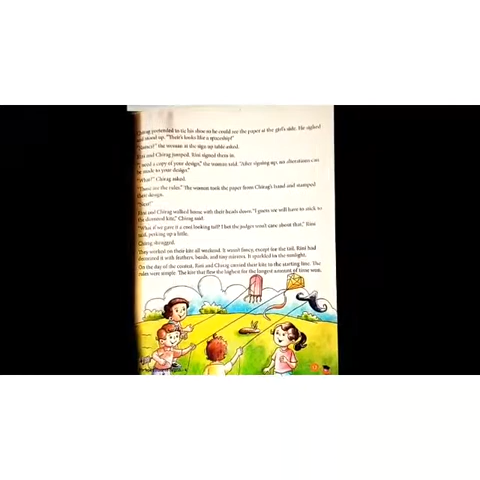 Chirag pretended to tie his shoe so he could see the paper at the girl's side. He sighed
and stood up. "Theirs looks like a spaceship!"
"Names?" the woman at the sign up table asked.
Rini and Chirag jumped. Rini signed them in.
"I need a copy of your design," the woman said. "After signing up, no alterations can
be made to your design."
"What?" Chirag asked.
"Those are the rules." The woman took the paper from Chirag's hand and stamped
their design.
"Next!"
Rini and Chirag walked home with their heads down. "I guess we will have to stick to
the diamond kite," Chirag said.
"What if we gave it a cool looking tail? I bet the judges won't care about that," Rini
said, perking up a little.
Chirag shrugged.
They worked on their kite all weekend. It wasn't fancy, except for the tail. Rini had
decorated it with feathers, beads, and tiny mirrors. It sparkled in the sunlight.
On the day of the contest, Rini and Chirag carried their kite to the starting line. The
rules were simple. The kite that flew the highest for the longest amount of time won.